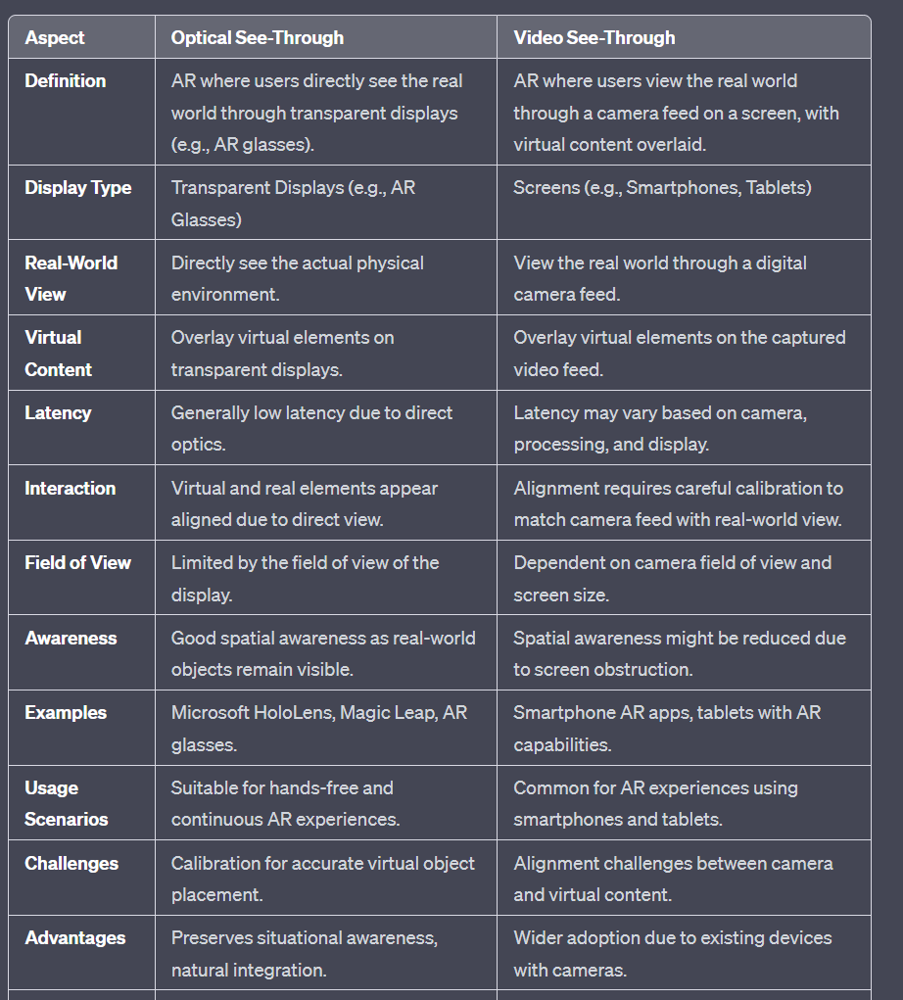 Aspect
Optical See-Through
Video See-Through
Definition
AR where users directly see the real
world through transparent displays
(e.g., AR glasses).
AR where users view the real world
through a camera feed on a screen, with
virtual content overlaid.
Display Type
Transparent Displays (e.g., AR
Glasses)
Screens (e.g., Smartphones, Tablets)
Real-World
View
Directly see the actual physical
environment.
View the real world through a digital
camera feed.
Virtual
Content
Overlay virtual elements on
transparent displays.
Overlay virtual elements on the captured
video feed.
Latency
Generally low latency due to direct
optics.
Latency may vary based on camera,
processing, and display.
Interaction
Virtual and real elements appear
aligned due to direct view.
Alignment requires careful calibration to
match camera feed with real-world view.
Field of View
Limited by the field of view of the
display.
Dependent on camera field of view and
screen size.
Awareness
Good spatial awareness as real-world
objects remain visible.
Spatial awareness might be reduced due
to screen obstruction.
Examples
Microsoft HoloLens, Magic Leap, AR
glasses.
Smartphone AR apps, tablets with AR
capabilities.
Usage
Scenarios
Suitable for hands-free and
continuous AR experiences.
Common for AR experiences using
smartphones and tablets.
Challenges
Calibration for accurate virtual object
placement.
Alignment challenges between camera
and virtual content.
Advantages
Preserves situational awareness,
natural integration.
Wider adoption due to existing devices
with cameras.